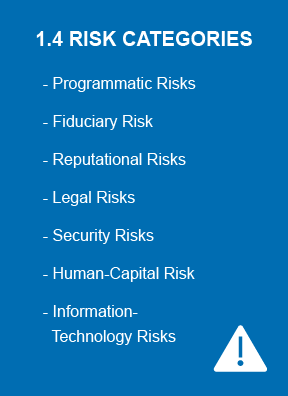 1.4 RISK CATEGORIES
- Programmatic Risks
- Fiduciary Risk
- Reputational Risks
- Legal Risks
- Security Risks
- Human-Capital Risk
- Information-
Technology Risks
!